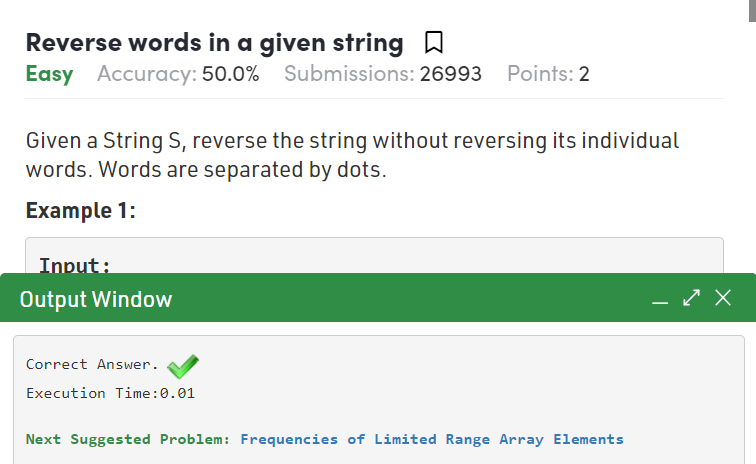 Reverse words in a given string
Easy Accuracy: 50.0% Submissions: 26993 Points: 2
Given a String S, reverse the string without reversing its individual
words. Words are separated by dots.
Example 1:
Input:
Output Window
Correct Answer.
Execution Time:0.01
Next Suggested Problem: Frequencies of Limited Range Array Elements